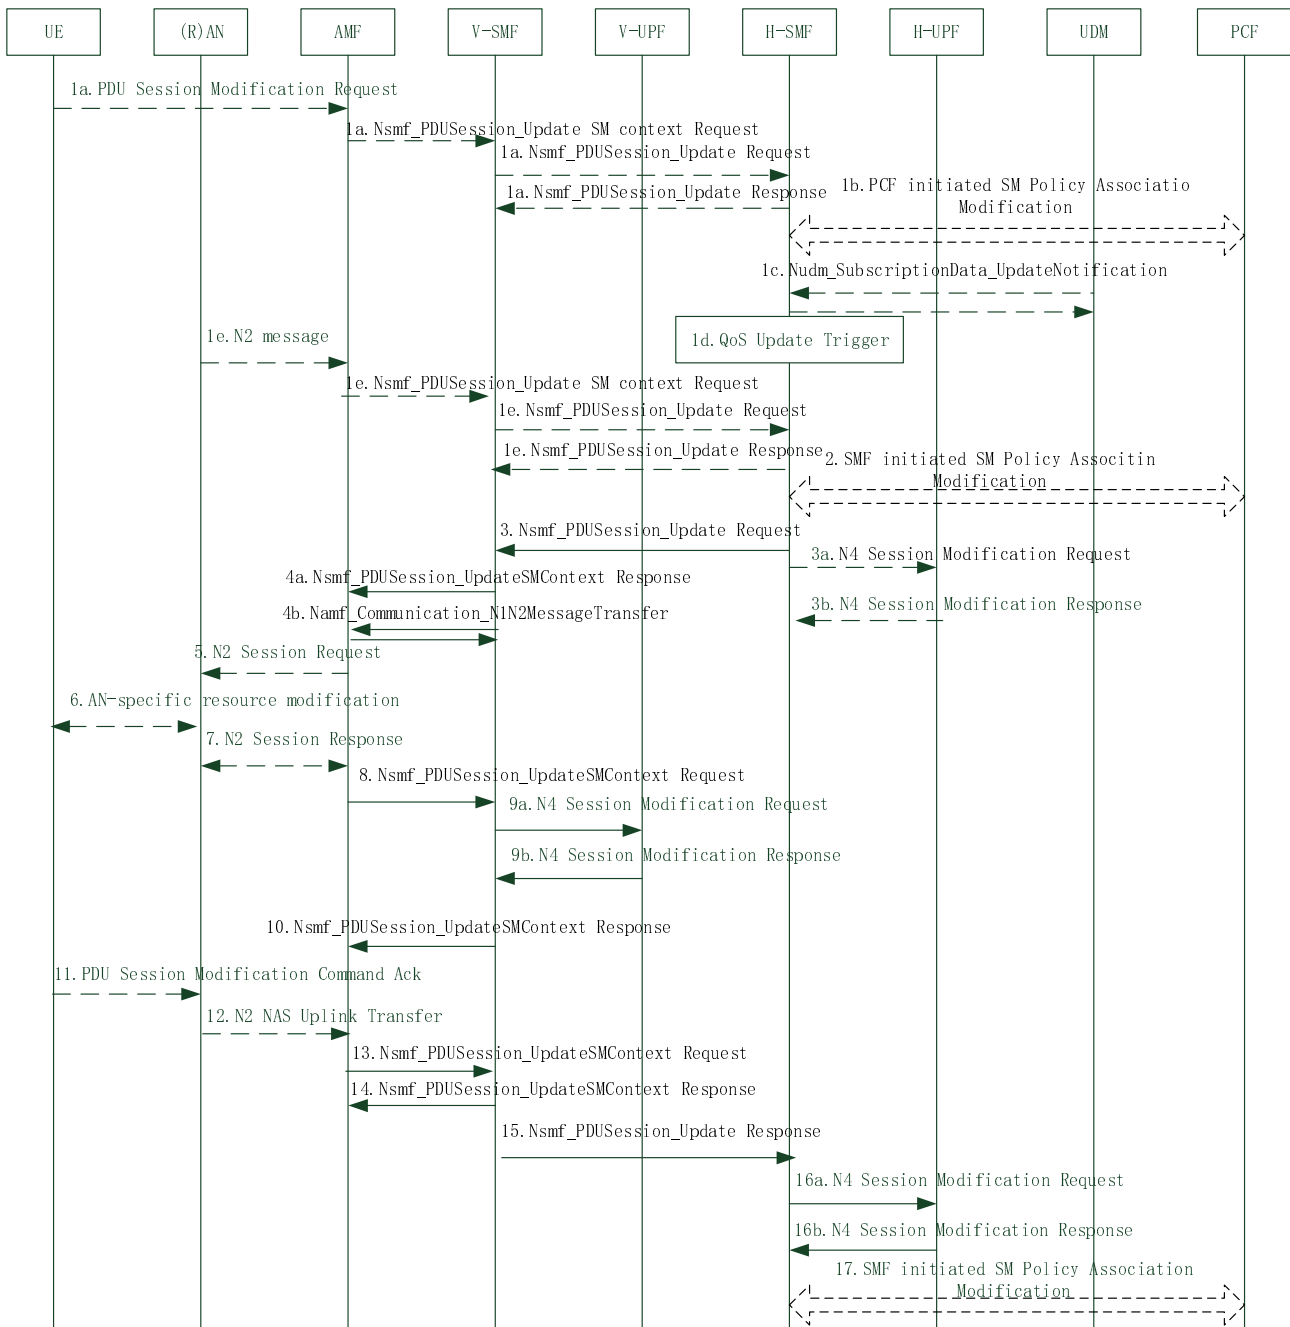 UE
(R)AN
AMF
V-SMF
V-UPF
H-SMF
H-UPF
UDM
PCF
1a.PDU Session Modification Request
1a.Nsmf_PDUSession_Update SM context Request
1a.Nsmf_PDUSession_Update Request
1a.Nsmf_PDUSession_Update Response
1b.PCF initiated SM Policy Associatio
Modification
1c.Nudm_SubscriptionData_UpdateNotification
1d.QoS Update Trigger
1e.N2 message
1e.Nsmf_PDUSession_Update SM context Request
1e.Nsmf_PDUSession_Update Request
1e.Nsmf_PDUSession_Update Response
2.SMF initiated SM Policy Associtin
Modification
3.Nsmf_PDUSession_Update Request
3a.N4 Session Modification Request
4a.Nsmf_PDUSession_UpdateSMContext Response
3b.N4 Session Modification Response
4b.Namf_Communication_N1N2MessageTransfer
5.N2 Session Request
6.AN-specific resource modification
7.N2 Session Response
8.Nsmf_PDUSession_UpdateSMContext Request
9a.N4 Session Modification Request
9b.N4 Session Modification Response
10.Nsmf_PDUSession_UpdateSMContext Response
11.PDU Session Modification Command Ack
12.N2 NAS Uplink Transfer
13.Nsmf_PDUSession_UpdateSMContext Request
14.Nsmf_PDUSession_UpdateSMContext Response
15.Nsmf_PDUSession_Update Response
16a.N4 Session Modification Request
16b.N4 Session Modification Response
17.SMF initiated SM Policy Association
Modification